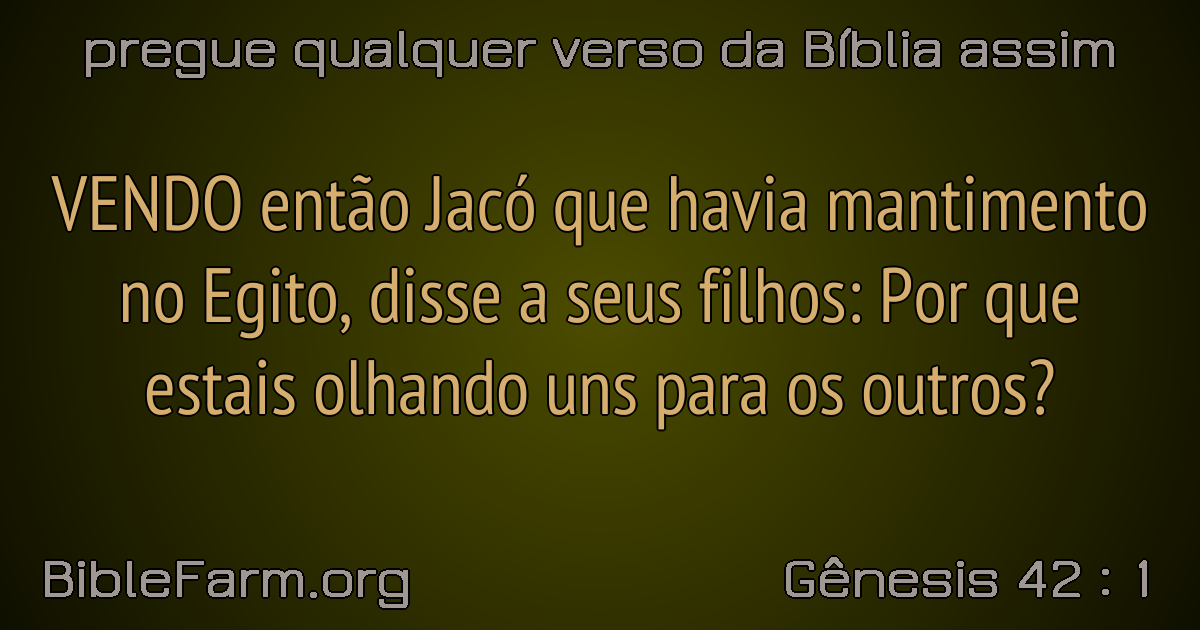 pregue qualquer verso da Bíblia assim
VENDO então Jacó que havia mantimento
no Egito, disse a seus filhos: Por que
estais olhando uns para os outros?
BibleFarm.org
Gênesis 42 : 1